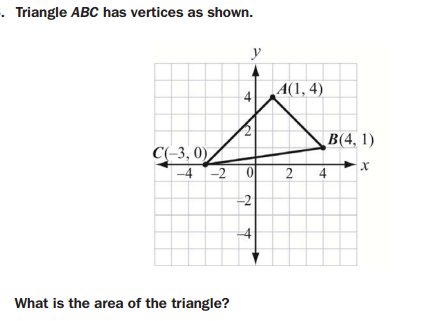 . Triangle ABC has vertices as shown.
y
A(1, 4)
4
2
B(4, 1)
C(–3, 0)
x
–4 –2 0 2 4
–2
–4
What is the area of the triangle?